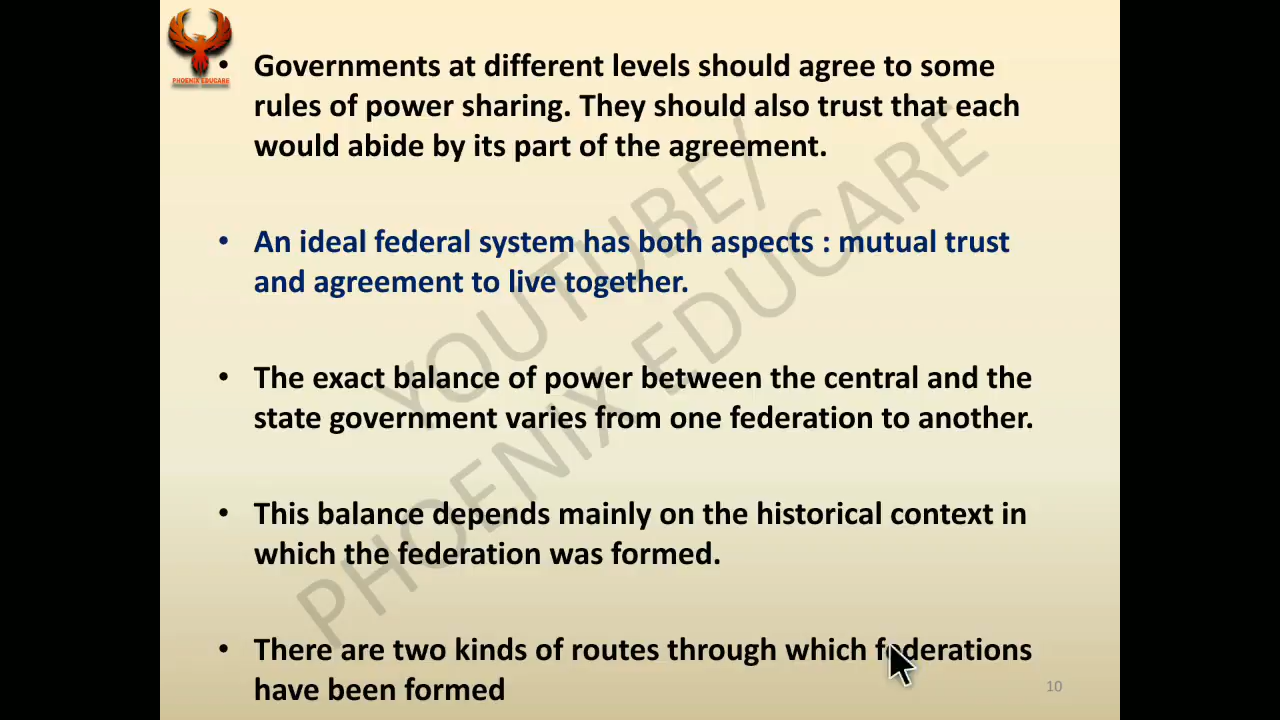 PHOENIX EDUCARE
• Governments at different levels should agree to some
rules of power sharing. They should also trust that each
would abide by its part of the agreement.
• An ideal federal system has both aspects : mutual trust
and agreement to live together.
• The exact balance of power between the central and the
state government varies from one federation to another.
• This balance depends mainly on the historical context in
which the federation was formed.
• There are two kinds of routes through which federations
have been formed
10
YOUTUBE/
PHOENIX EDUCARE